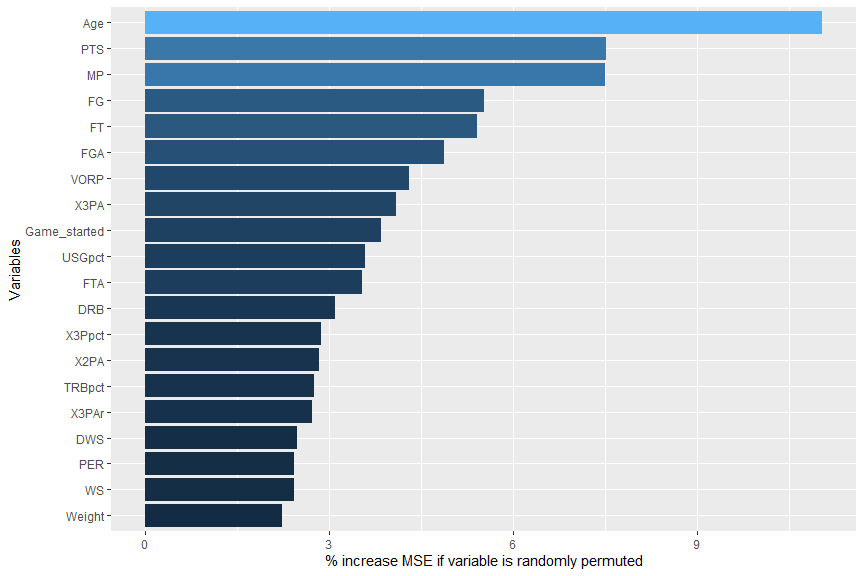 Age
PTS
MP
FG
FT
FGA
VORP
X3PA
Game_started
USGpct
FTA
DRB
X3Ppct
X2PA
TRBpct
X3PAr
DWS
PER
WS
Weight
Variables
0 3 6 9
% increase MSE if variable is randomly permuted